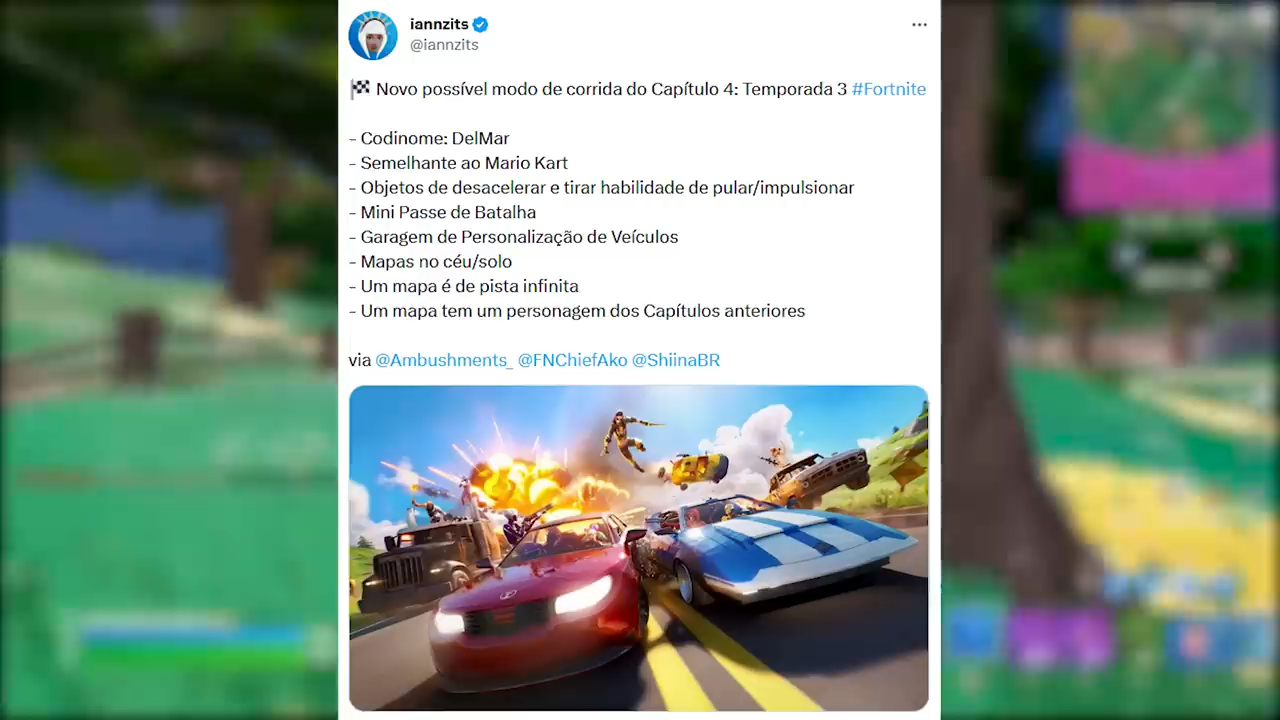 iannzits
@iannzits
Novo possível modo de corrida do Capítulo 4: Temporada 3 #Fortnite
- Codinome: DelMar
- Semelhante ao Mario Kart
- Objetos de desacelerar e tirar habilidade de pular/impulsionar
- Mini Passe de Batalha
- Garagem de Personalização de Veículos
- Mapas no céu/solo
- Um mapa é de pista infinita
- Um mapa tem um personagem dos Capítulos anteriores
via @Ambushments_ @FNChiefAko @ShiinaBR